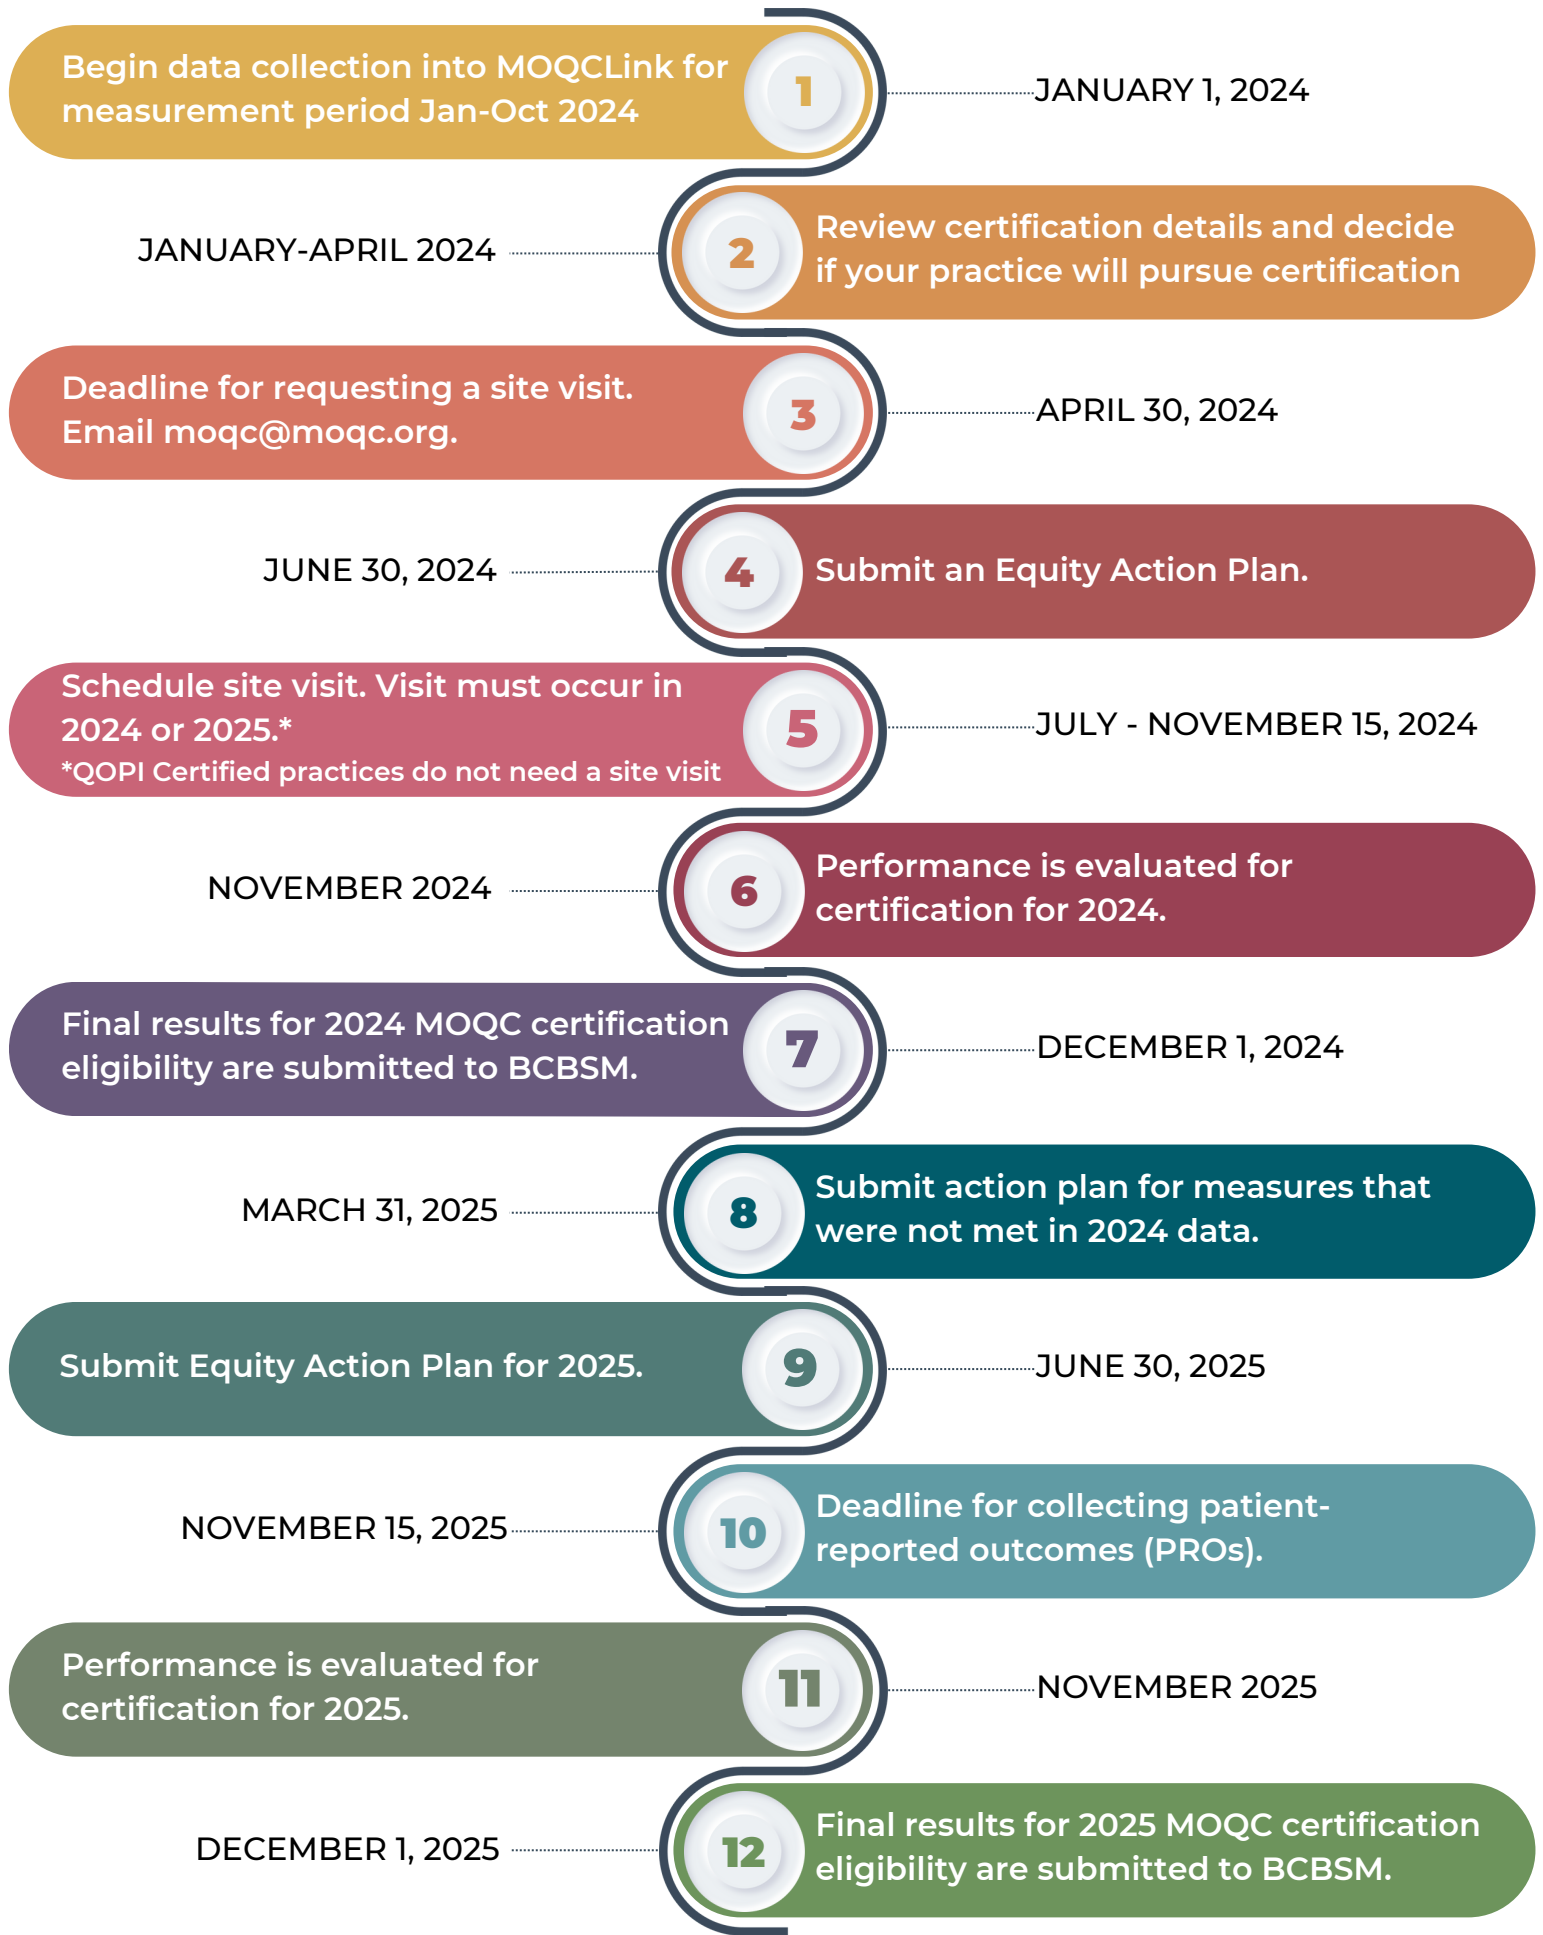 Begin data collection into MOQCLink for
measurement period Jan-Oct 2024
1
JANUARY 1, 2024
JANUARY-APRIL 2024
2
Review certification details and decide
if your practice will pursue certification
Deadline for requesting a site visit.
Email moqc@moqc.org.
3
APRIL 30, 2024
JUNE 30, 2024
4
Submit an Equity Action Plan.
Schedule site visit. Visit must occur in
2024 or 2025.*
*QOPI Certified practices do not need a site visit
5
JULY - NOVEMBER 15, 2024
NOVEMBER 2024
6
Performance is evaluated for
certification for 2024.
Final results for 2024 MOQC certification
eligibility are submitted to BCBSM.
7
DECEMBER 1, 2024
MARCH 31, 2025
8
Submit action plan for measures that
were not met in 2024 data.
Submit Equity Action Plan for 2025.
9
JUNE 30, 2025
NOVEMBER 15, 2025
10
Deadline for collecting patient-
reported outcomes (PROs).
Performance is evaluated for
certification for 2025.
11
NOVEMBER 2025
DECEMBER 1, 2025
12
Final results for 2025 MOQC certification
eligibility are submitted to BCBSM.